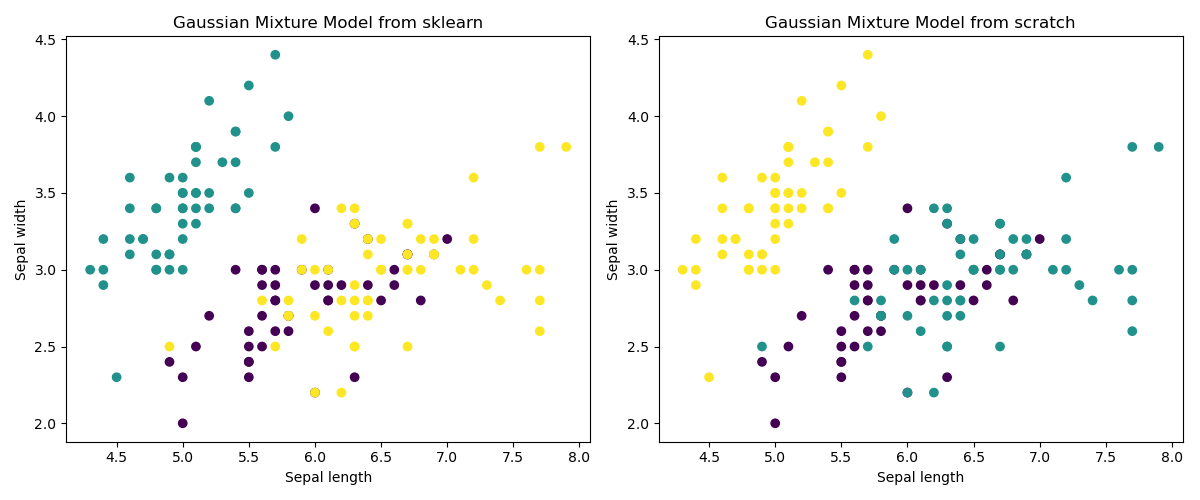 Gaussian Mixture Model from sklearn
4.5
4.0
3.5
3.0
2.5
2.0
Sepal width
4.5 5.0 5.5 6.0 6.5 7.0 7.5 8.0
Sepal length
Gaussian Mixture Model from scratch
4.5
4.0
3.5
3.0
2.5
2.0
Sepal width
4.5 5.0 5.5 6.0 6.5 7.0 7.5 8.0
Sepal length